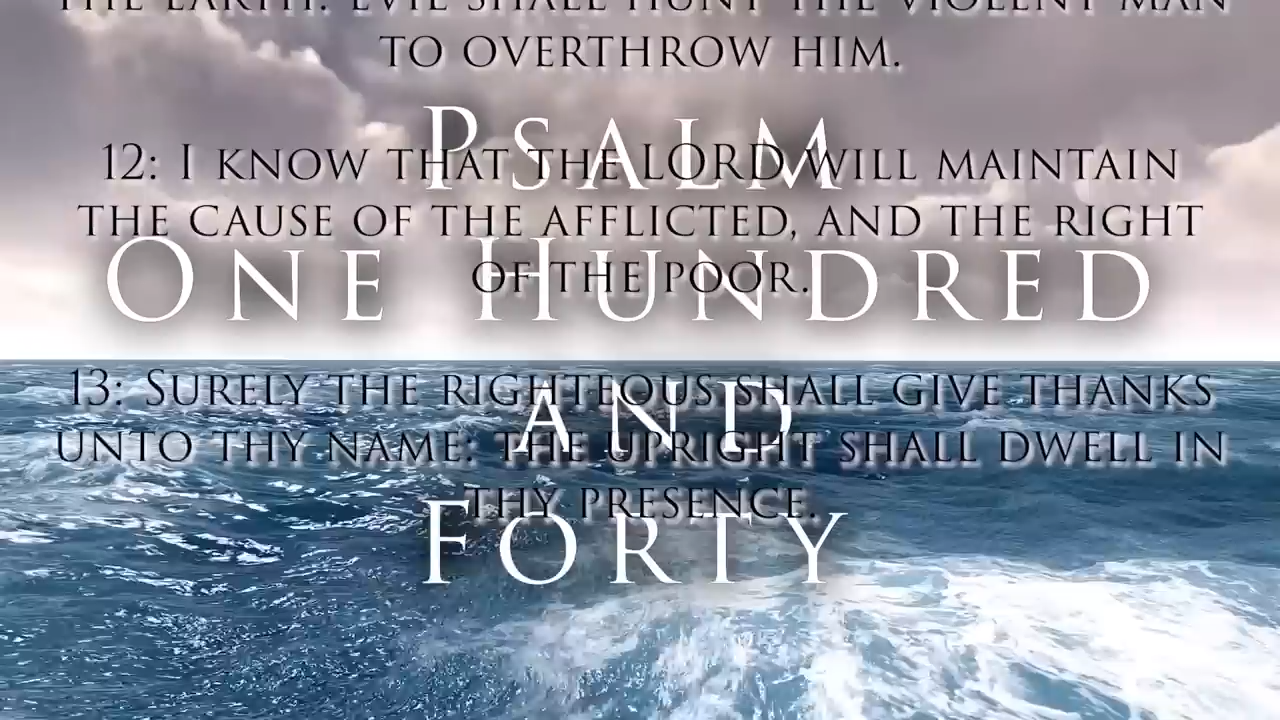 THE EARTH: EVIL SHALL HUNT THE VIOLENT MAN
TO OVERTHROW HIM.
PSALM
12: I KNOW THAT THE LORD WILL MAINTAIN
THE CAUSE OF THE AFFLICTED, AND THE RIGHT
OF THE POOR.
ONE HUNDRED
13: SURELY THE RIGHTEOUS SHALL GIVE THANKS
AND
UNTO THY NAME: THE UPRIGHT SHALL DWELL IN
THY PRESENCE.
FORTY